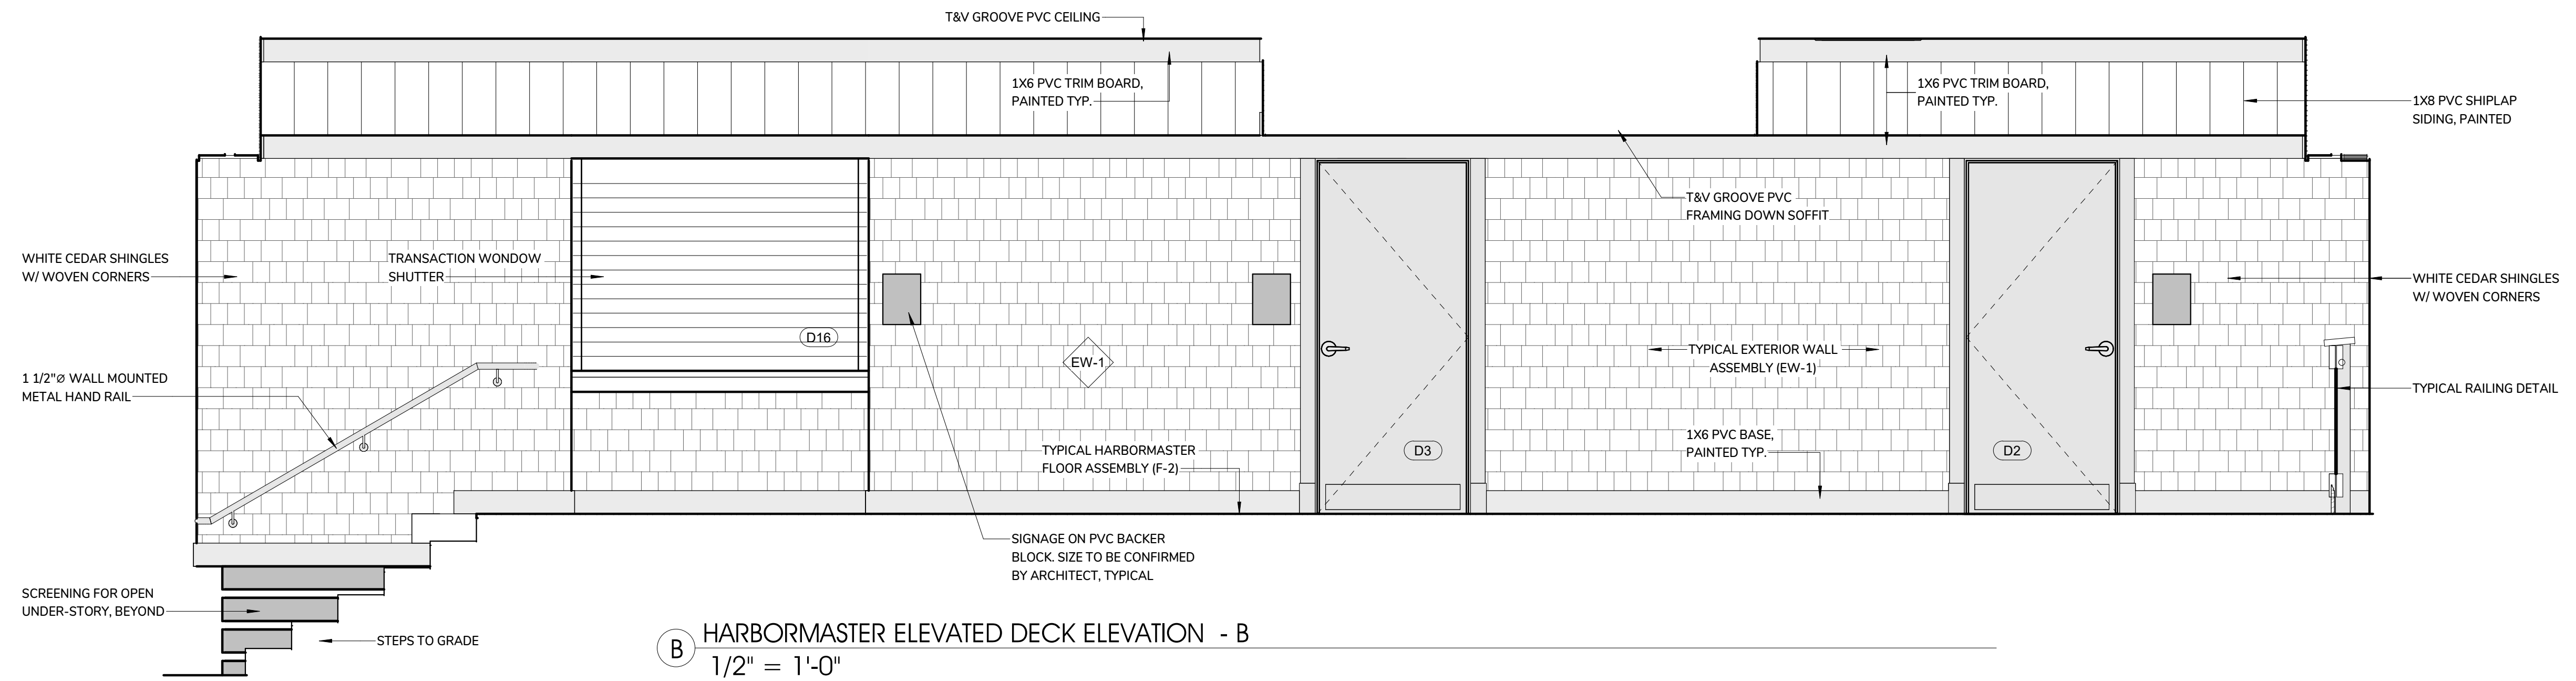 T&V GROOVE PVC CEILING
1X6 PVC TRIM BOARD,
PAINTED TYP.
1X6 PVC TRIM BOARD,
PAINTED TYP.
1X8 PVC SHIPLAP
SIDING, PAINTED
T&V GROOVE PVC
FRAMING DOWN SOFFIT
WHITE CEDAR SHINGLES
W/ WOVEN CORNERS
TRANSACTION WONDOW
SHUTTER
D16
EW-1
TYPICAL EXTERIOR WALL
ASSEMBLY (EW-1)
WHITE CEDAR SHINGLES
W/ WOVEN CORNERS
1 1/2"⌀ WALL MOUNTED
METAL HAND RAIL
TYPICAL RAILING DETAIL
TYPICAL HARBORMASTER
FLOOR ASSEMBLY (F-2)
D3
1X6 PVC BASE,
PAINTED TYP.
D2
SIGNAGE ON PVC BACKER
BLOCK. SIZE TO BE CONFIRMED
BY ARCHITECT, TYPICAL
SCREENING FOR OPEN
UNDER-STORY, BEYOND
STEPS TO GRADE
B
HARBORMASTER ELEVATED DECK ELEVATION - B
1/2" = 1'-0"